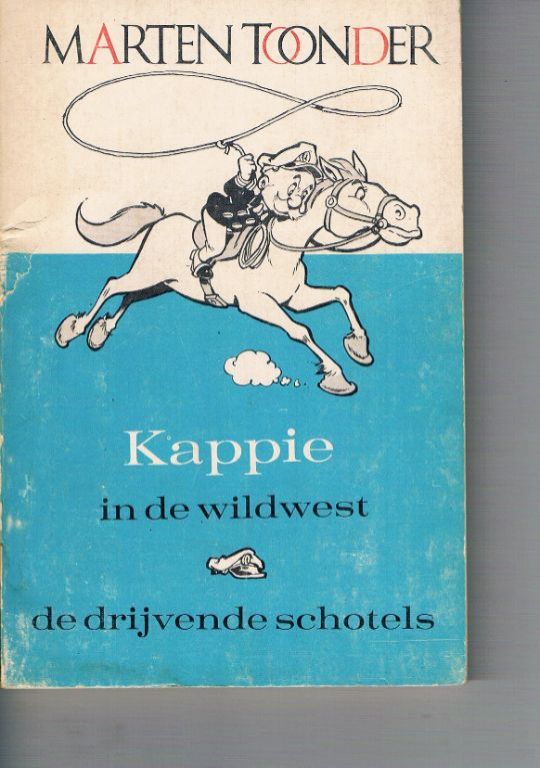 MARTEN TOONDER
Kappie
in de wildwest
de drijvende schotels